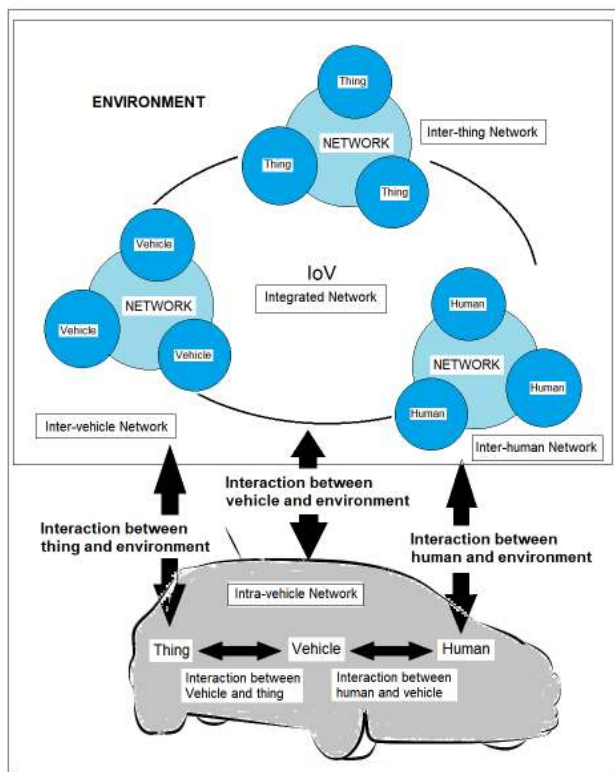 ENVIRONMENT
Thing
NETWORK
Thing
Thing
Inter-thing Network
Vehicle
NETWORK
Vehicle
Vehicle
IoV
Integrated Network
Human
NETWORK
Human
Human
Inter-vehicle Network
Inter-human Network
Interaction between
vehicle and environment
Interaction between
thing and environment
Interaction between
human and environment
Intra-vehicle Network
Thing
Vehicle
Human
Interaction between
Vehicle and thing
Interaction between
human and vehicle